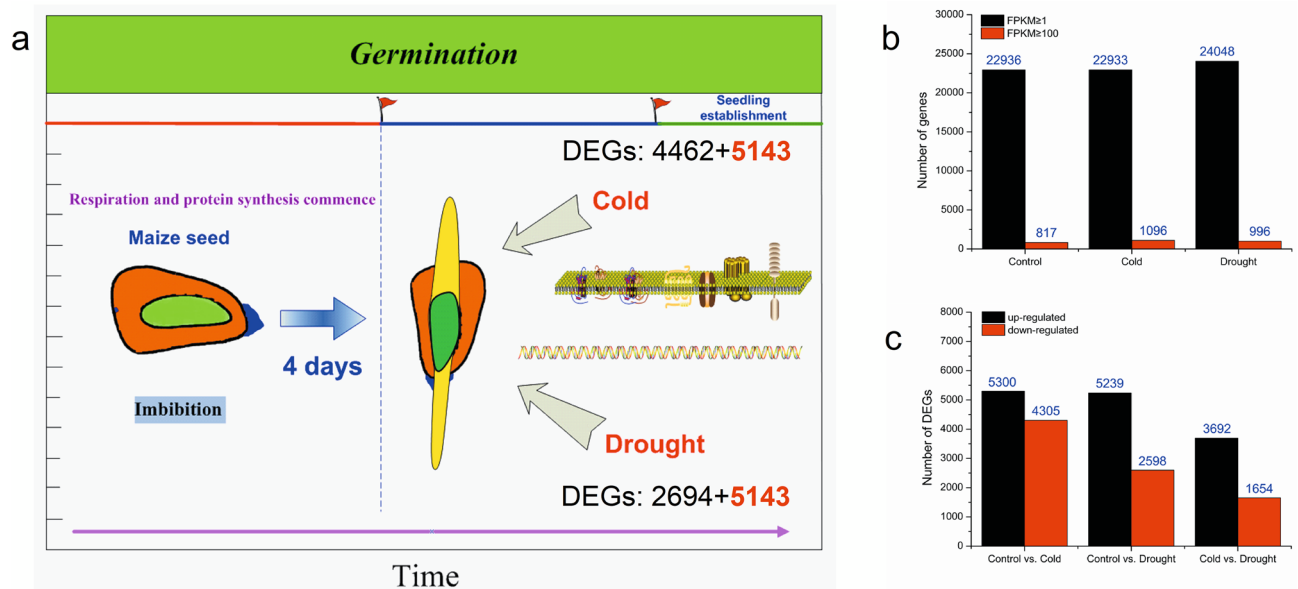 a
Germination
Seedling
establishment
DEGs: 4462+5143
Respiration and protein synthesis commence
Cold
Maize seed
4 days
Imbibition
Drought
DEGs: 2694+5143
Time
b
FPKM≥1
FPKM≥100
Number of genes
30000
25000
20000
15000
10000
5000
0
22936
817
22933
1096
24048
996
Control
Cold
Drought
c
up-regulated
down-regulated
Number of DEGs
8000
7000
6000
5000
4000
3000
2000
1000
0
5300
4305
5239
2598
3692
1654
Control vs. Cold
Control vs. Drought
Cold vs. Drought